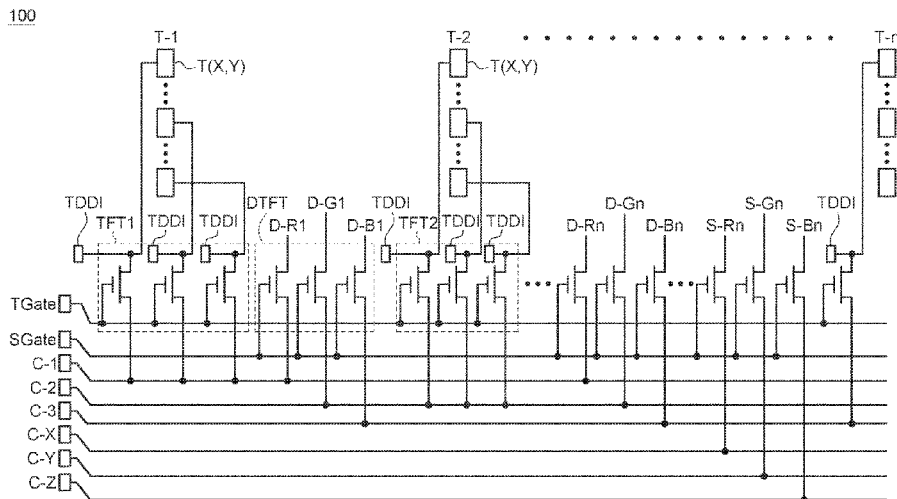 100
T-1
T-2
T-n
T(X,Y)
T(X,Y)
TDDI
TFT1
TDDI
TDDI
DTFT
D-R1
D-G1
D-B1
TDDI
TFT2
TDDI
TDDI
D-Rn
D-Gn
D-Bn
S-Rn
S-Gn
S-Bn
TDDI
TGate
SGate
C-1
C-2
C-3
C-X
C-Y
C-Z